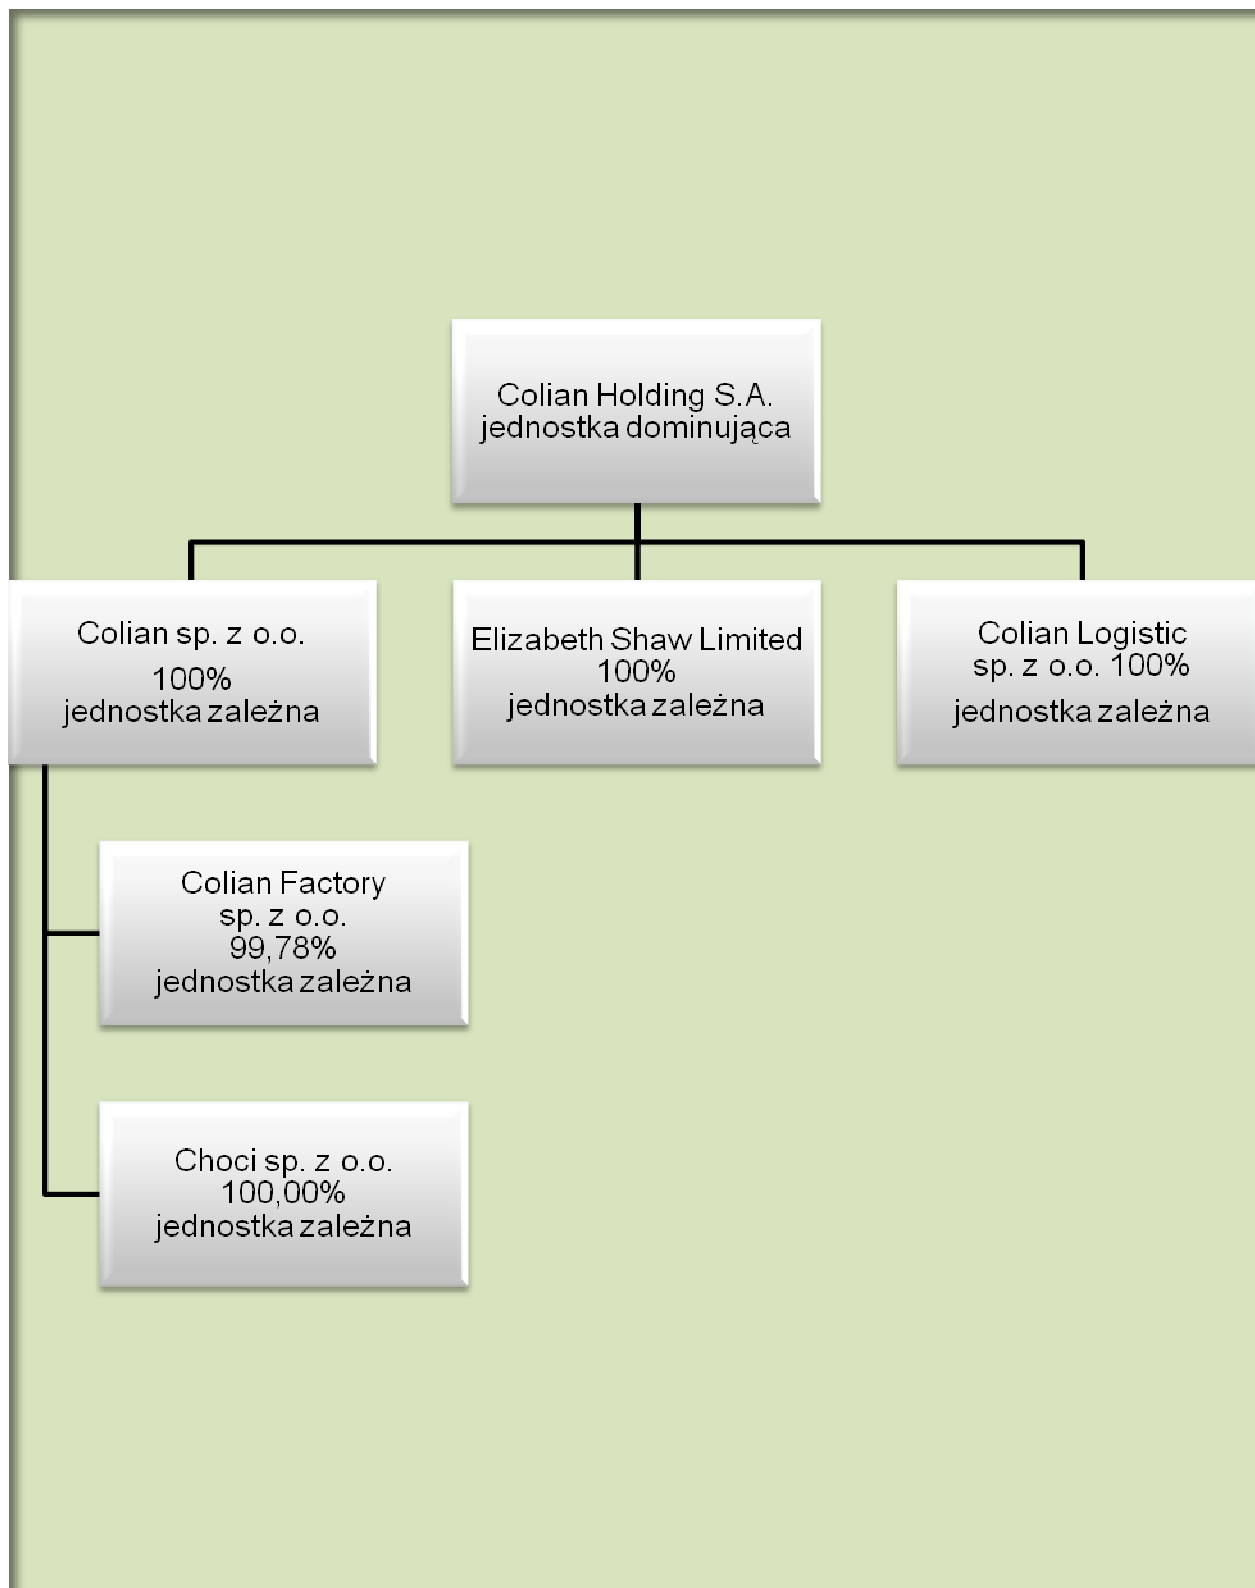 Colian Holding S.A.
jednostka dominująca
Colian sp. z o.o.
100%
jednostka zależna
Elizabeth Shaw Limited
100%
jednostka zależna
Colian Logistic
sp. z o.o. 100%
jednostka zależna
Colian Factory
sp. z o.o.
99,78%
jednostka zależna
Choci sp. z o.o.
100,00%
jednostka zależna